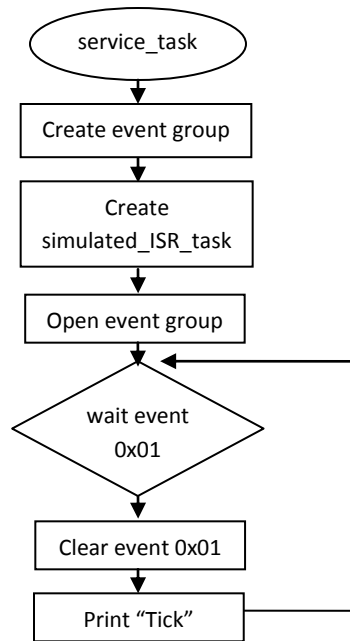 service_task
Create event group
Create
simulated_ISR_task
Open event group
wait event
0x01
Clear event 0x01
Print “Tick”